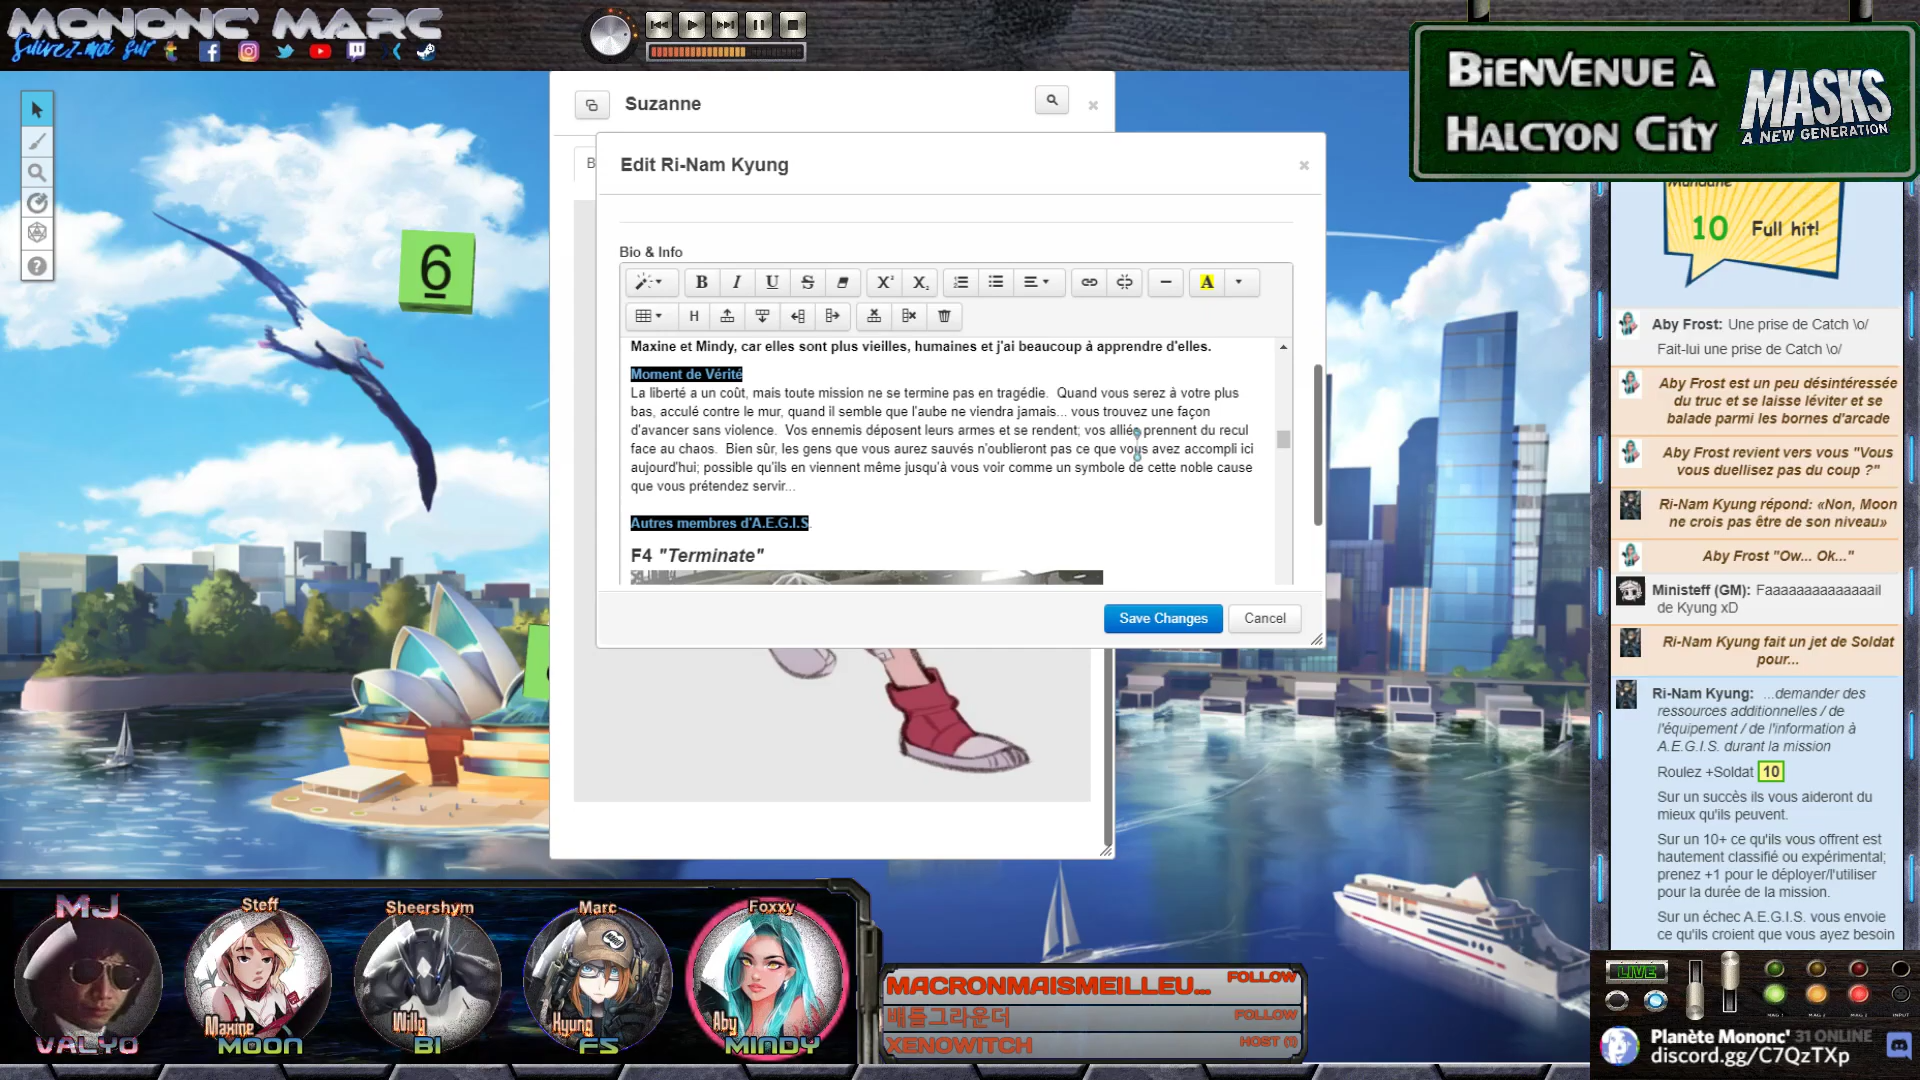 MONONC' MARC
Suivez-moi sur
BIENVENUE À
HALCYON CITY
MASKS
A NEW GENERATION
Suzanne
B
Edit Ri-Nam Kyung
Bio & Info
Maxine et Mindy, car elles sont plus vieilles, humaines et j'ai beaucoup à apprendre d'elles.
Moment de Vérité
La liberté a un coût, mais toute mission ne se termine pas en tragédie. Quand vous serez à votre plus
bas, acculé contre le mur, quand il semble que l'aube ne viendra jamais... vous trouvez une façon
d'avancer sans violence. Vos ennemis déposent leurs armes et se rendent; vos alliés prennent du recul
face au chaos. Bien sûr, les gens que vous aurez sauvés n'oublieront pas ce que vous avez accompli ici
aujourd'hui; possible qu'ils en viennent même jusqu'à vous voir comme un symbole de cette noble cause
que vous prétendez servir...
Autres membres d'A.E.G.I.S.
F4 "Terminate"
Save Changes
Cancel
6
Mundane
10 Full hit!
Aby Frost: Une prise de Catch \o/
Fait-lui une prise de Catch \o/
Aby Frost est un peu désintéressée
du truc et se laisse léviter et se
balade parmi les bornes d'arcade
Aby Frost revient vers vous "Vous
vous duellisez pas du coup ?"
Ri-Nam Kyung répond: «Non, Moon
ne crois pas être de son niveau»
Aby Frost "Ow... Ok..."
Ministeff (GM): Faaaaaaaaaaaaaail
de Kyung xD
Ri-Nam Kyung fait un jet de Soldat
pour...
Ri-Nam Kyung: ...demander des
ressources additionnelles / de
l'équipement / de l'information à
A.E.G.I.S. durant la mission
Roulez +Soldat 10
Sur un succès ils vous aideront du
mieux qu'ils peuvent.
Sur un 10+ ce qu'ils vous offrent est
hautement classifié ou expérimental;
prenez +1 pour le déployer/l'utiliser
pour la durée de la mission.
Sur un échec A.E.G.I.S. vous envoie
ce qu'ils croient que vous ayez besoin
MJ
VALYO
Steff
Maxine
MOON
Sheershym
Willy
BI
Marc
Kyung
FS
Foxxy
Aby
MINDY
MACRONMAISMEILLEU... FOLLOW
배틀그라운더 FOLLOW
XENOWITCH HOST (1)
LIVE
MAG 1 MAG 2 MAG 3 INPUT
Planète Mononc' 31 ONLINE
discord.gg/C7QzTXp